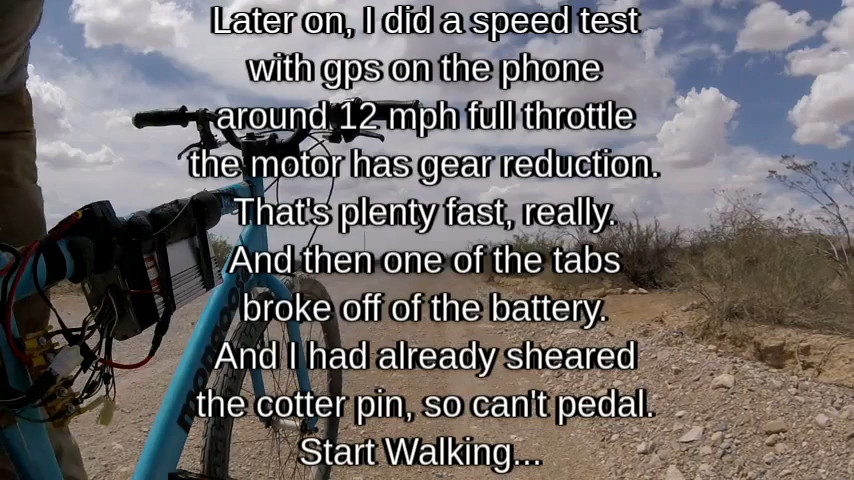 Later on, I did a speed test
with gps on the phone
around 12 mph full throttle
the motor has gear reduction.
That's plenty fast, really.
And then one of the tabs
broke off of the battery.
And I had already sheared
the cotter pin, so can't pedal.
Start Walking...
mongoose